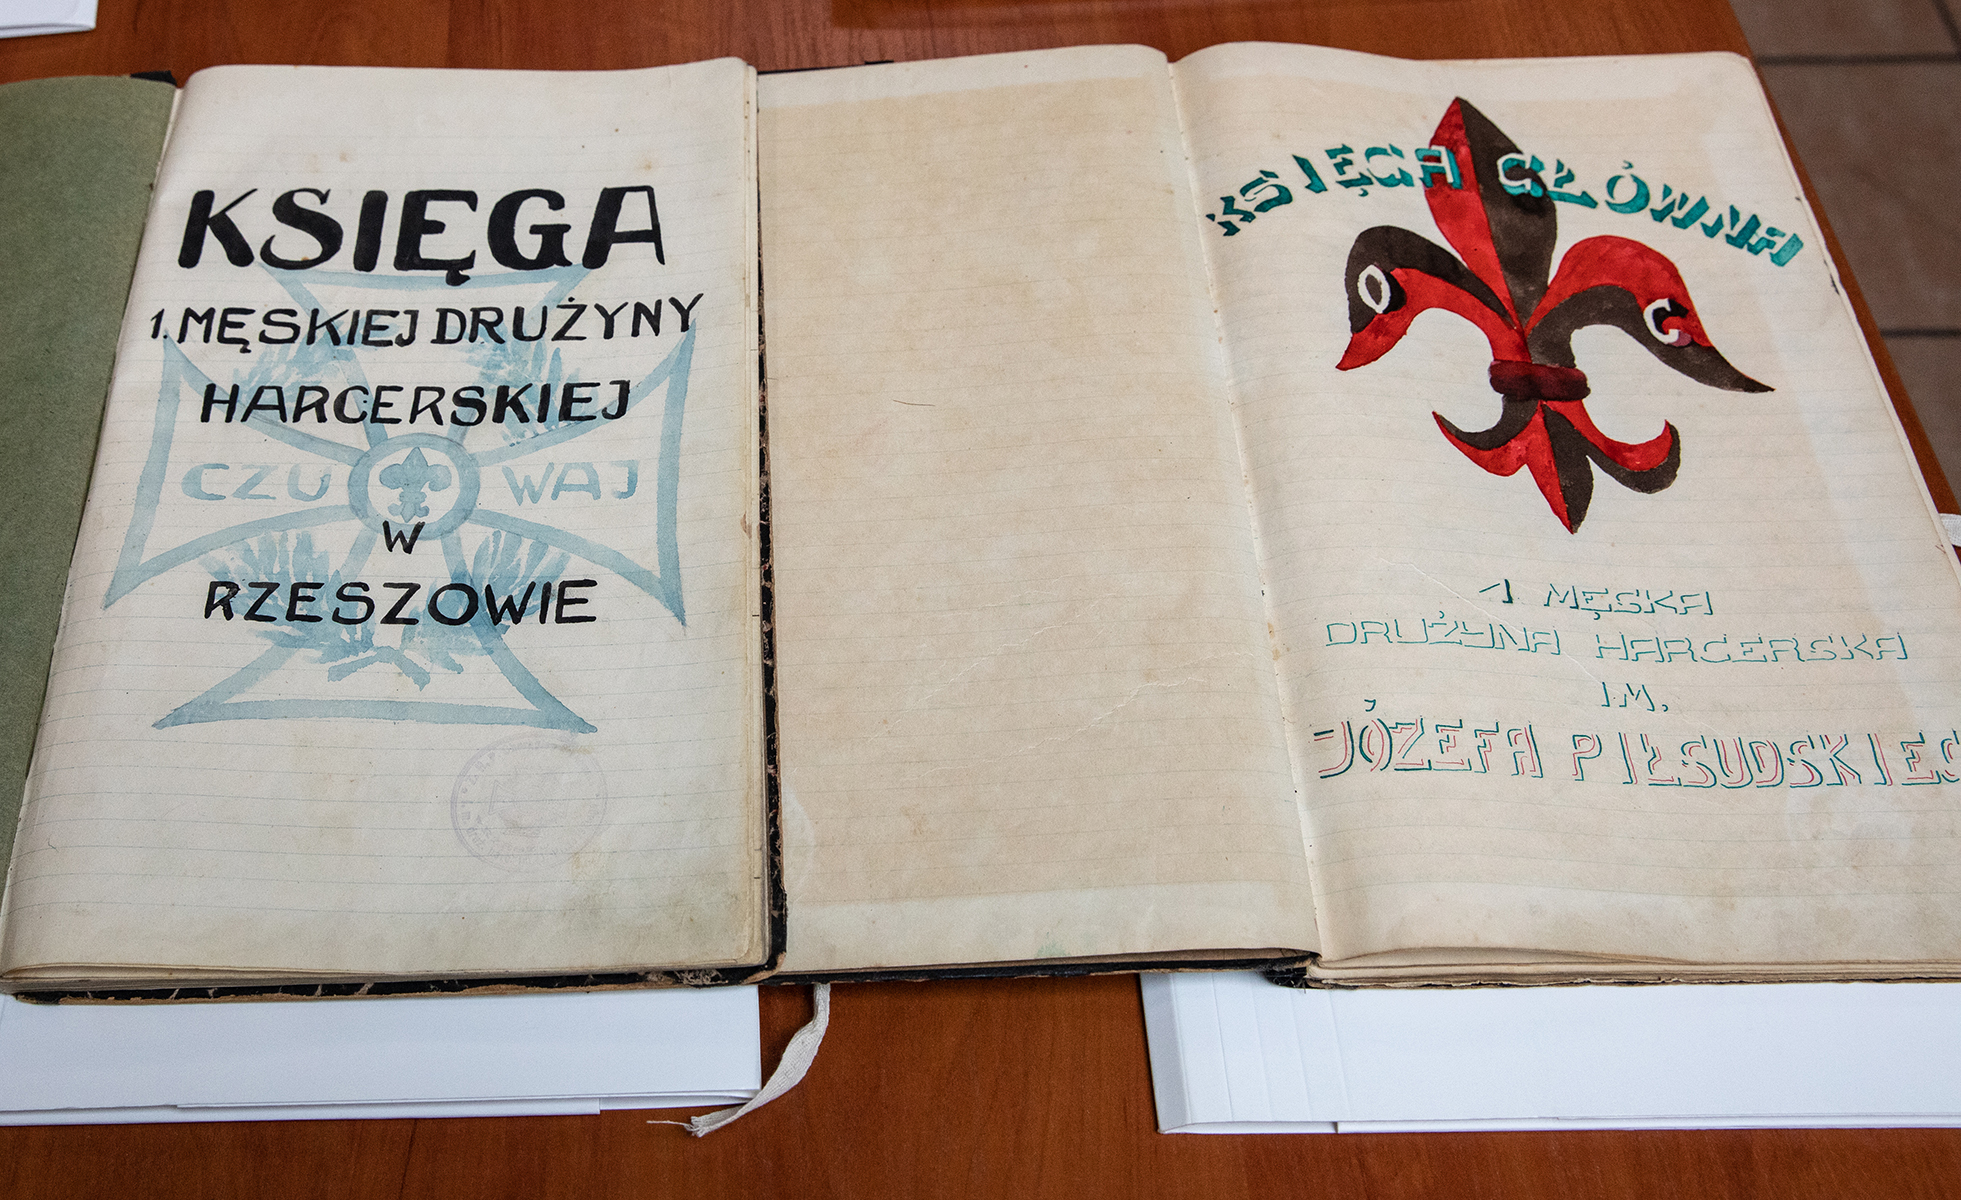 KSIĘGA
1. MĘSKIEJ DRUŻYNY
HARCERSKIEJ
CZU WAJ
W
RZESZOWIE
KSIĘGA GŁÓWNA
O C
1 MĘSKA
DRUŻYNA HARCERSKA
IM.
JÓZEFA PIŁSUDSKIEG